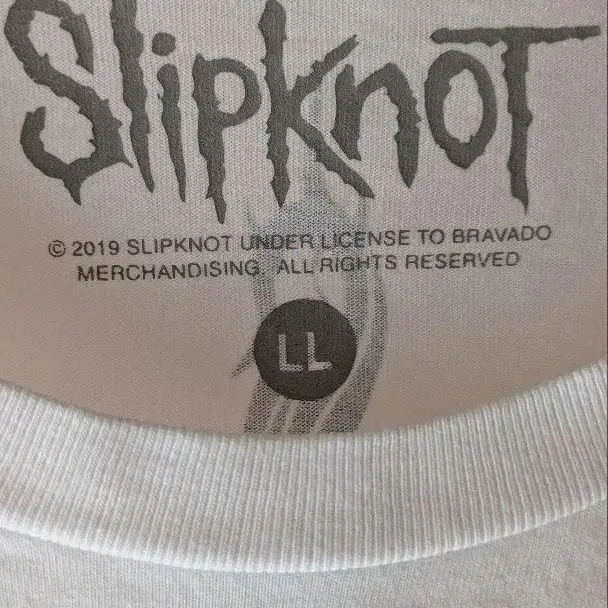 SlipknoT
© 2019 SLIPKNOT UNDER LICENSE TO BRAVADO
MERCHANDISING. ALL RIGHTS RESERVED
LL